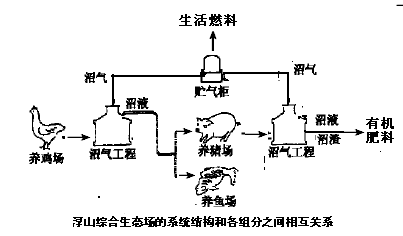 生活燃料
沼气
沼气
贮气柜
沼液
沼液
沼渣
有机
肥料
养鸡场
沼气工程
养猪场
沼气工程
养鱼场
浮山综合生态场的系统结构和各组分之间相互关系